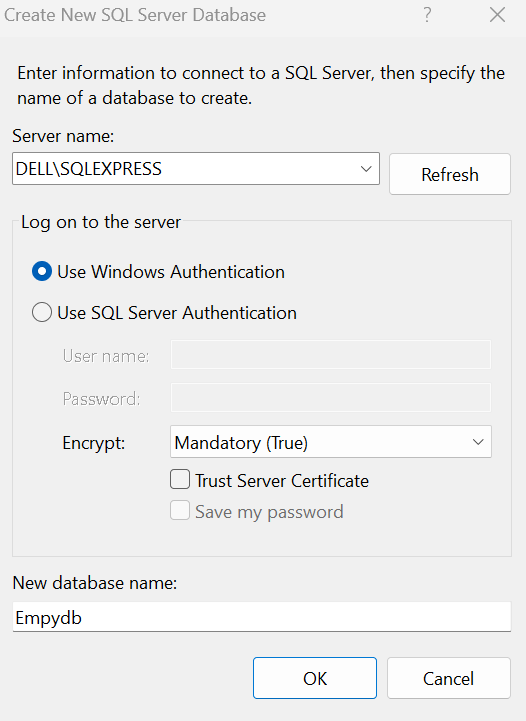 Create New SQL Server Database
?
Enter information to connect to a SQL Server, then specify the
name of a database to create.
Server name:
DELL\SQLEXPRESS
Refresh
Log on to the server
Use Windows Authentication
Use SQL Server Authentication
User name:
Password:
Encrypt:
Mandatory (True)
Trust Server Certificate
Save my password
New database name:
Empydb
OK
Cancel